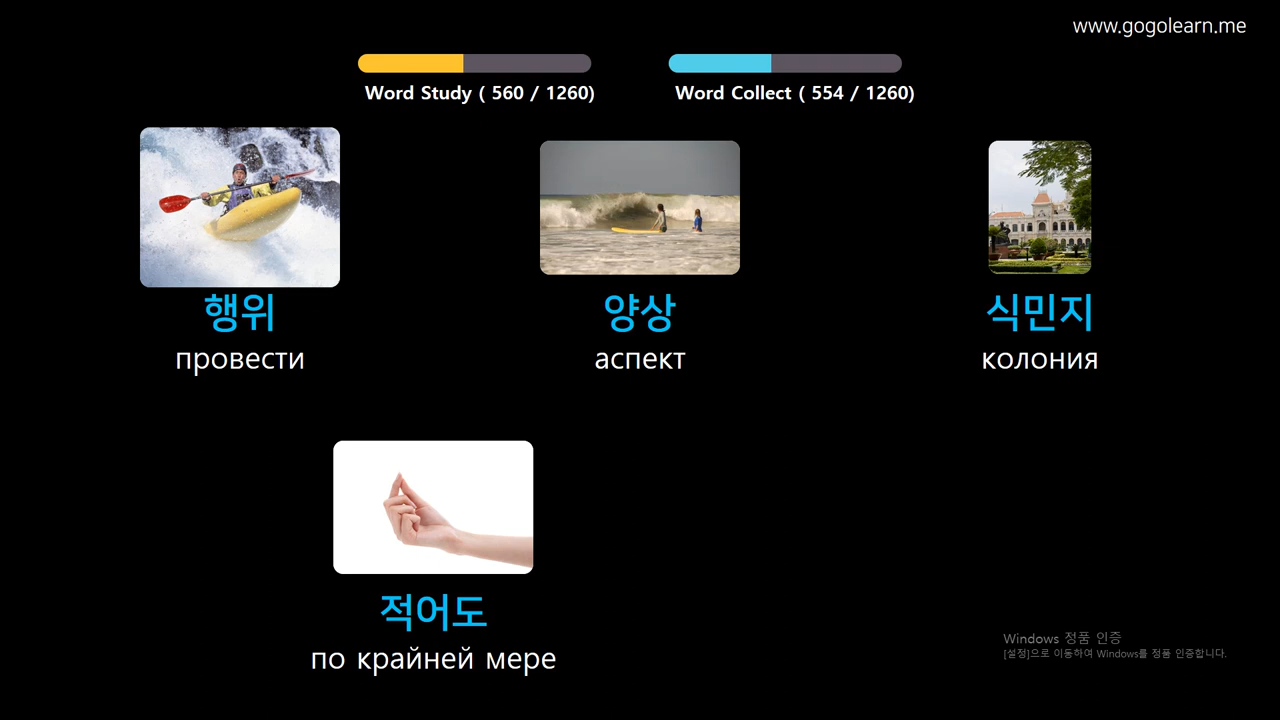 www.gogolearn.me
Word Study ( 560 / 1260)
Word Collect ( 554 / 1260)
행위
провести
양상
аспект
식민지
колония
적어도
по крайней мере
Windows 정품 인증
[설정]으로 이동하여 Windows를 정품 인증합니다.